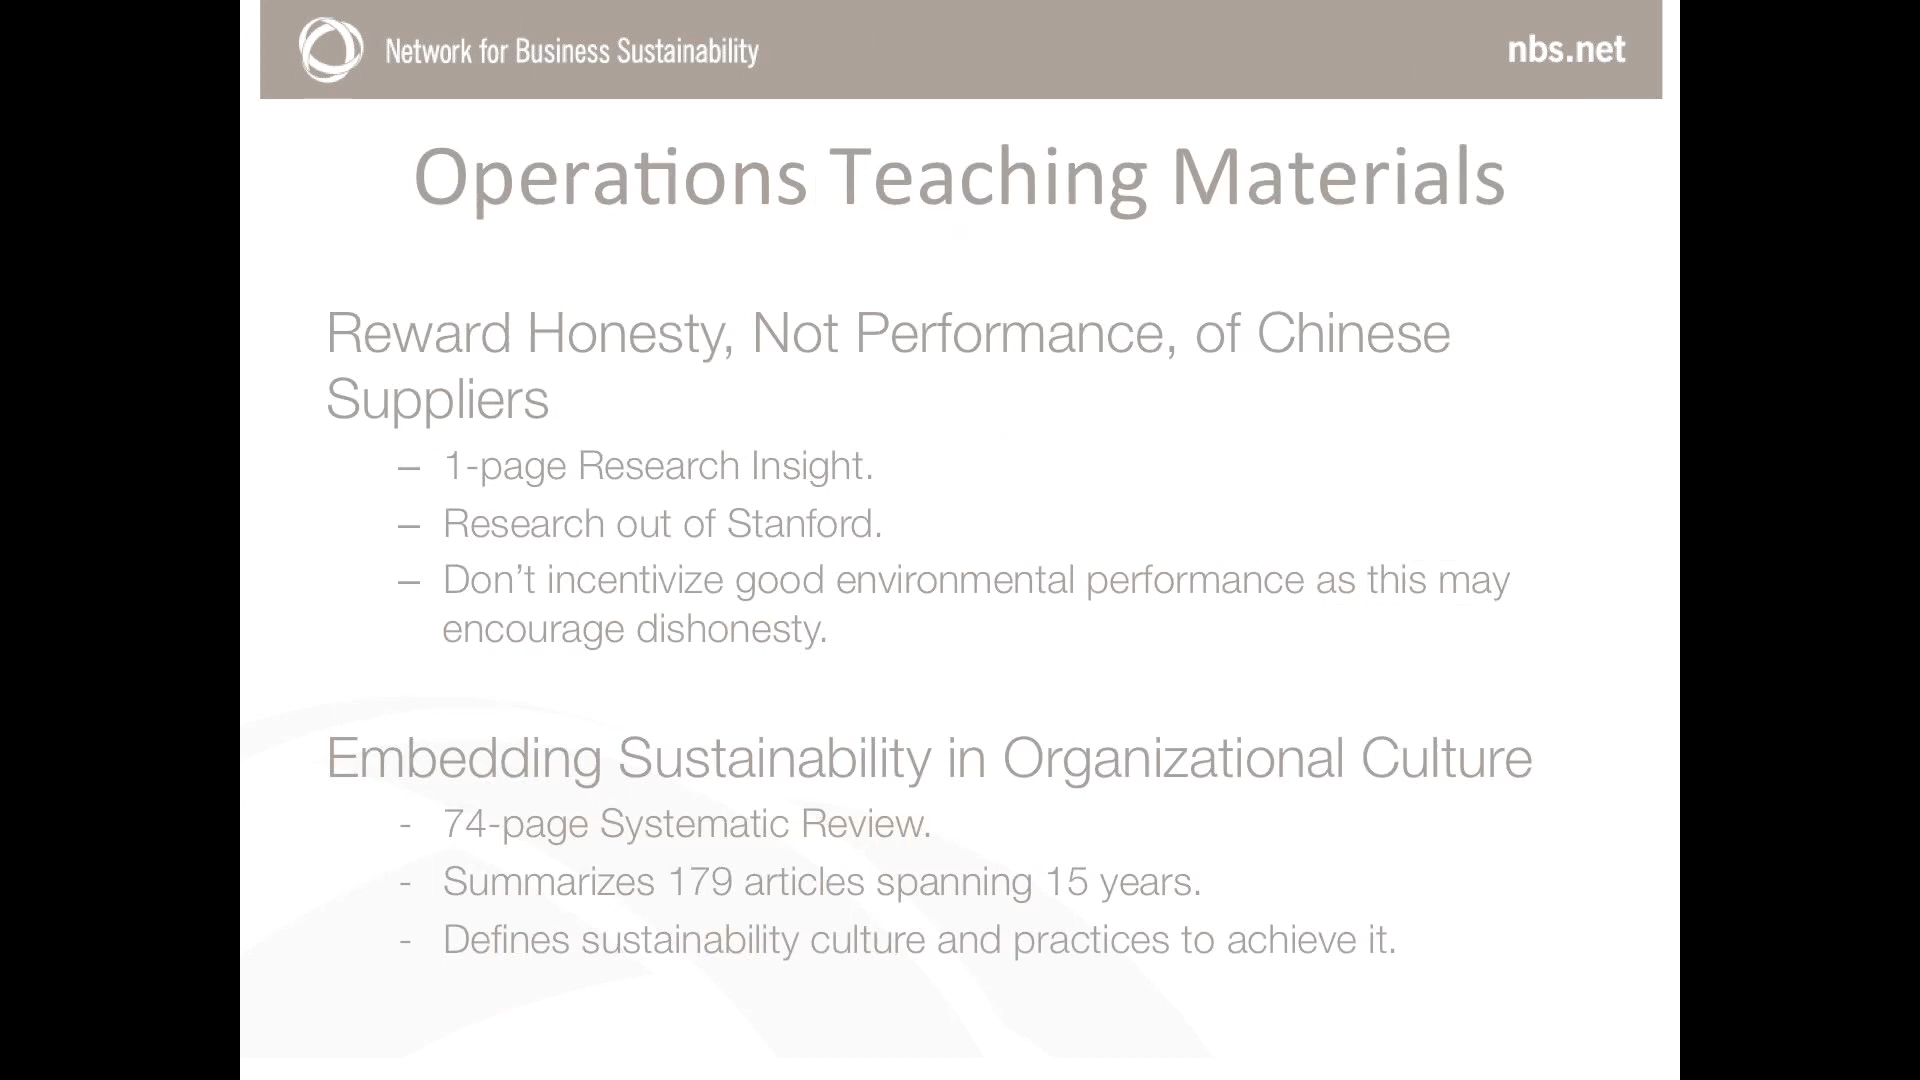 Network for Business Sustainability
nbs.net
Operations Teaching Materials
Reward Honesty, Not Performance, of Chinese
Suppliers
– 1-page Research Insight.
– Research out of Stanford.
– Don’t incentivize good environmental performance as this may
encourage dishonesty.
Embedding Sustainability in Organizational Culture
- 74-page Systematic Review.
- Summarizes 179 articles spanning 15 years.
- Defines sustainability culture and practices to achieve it.